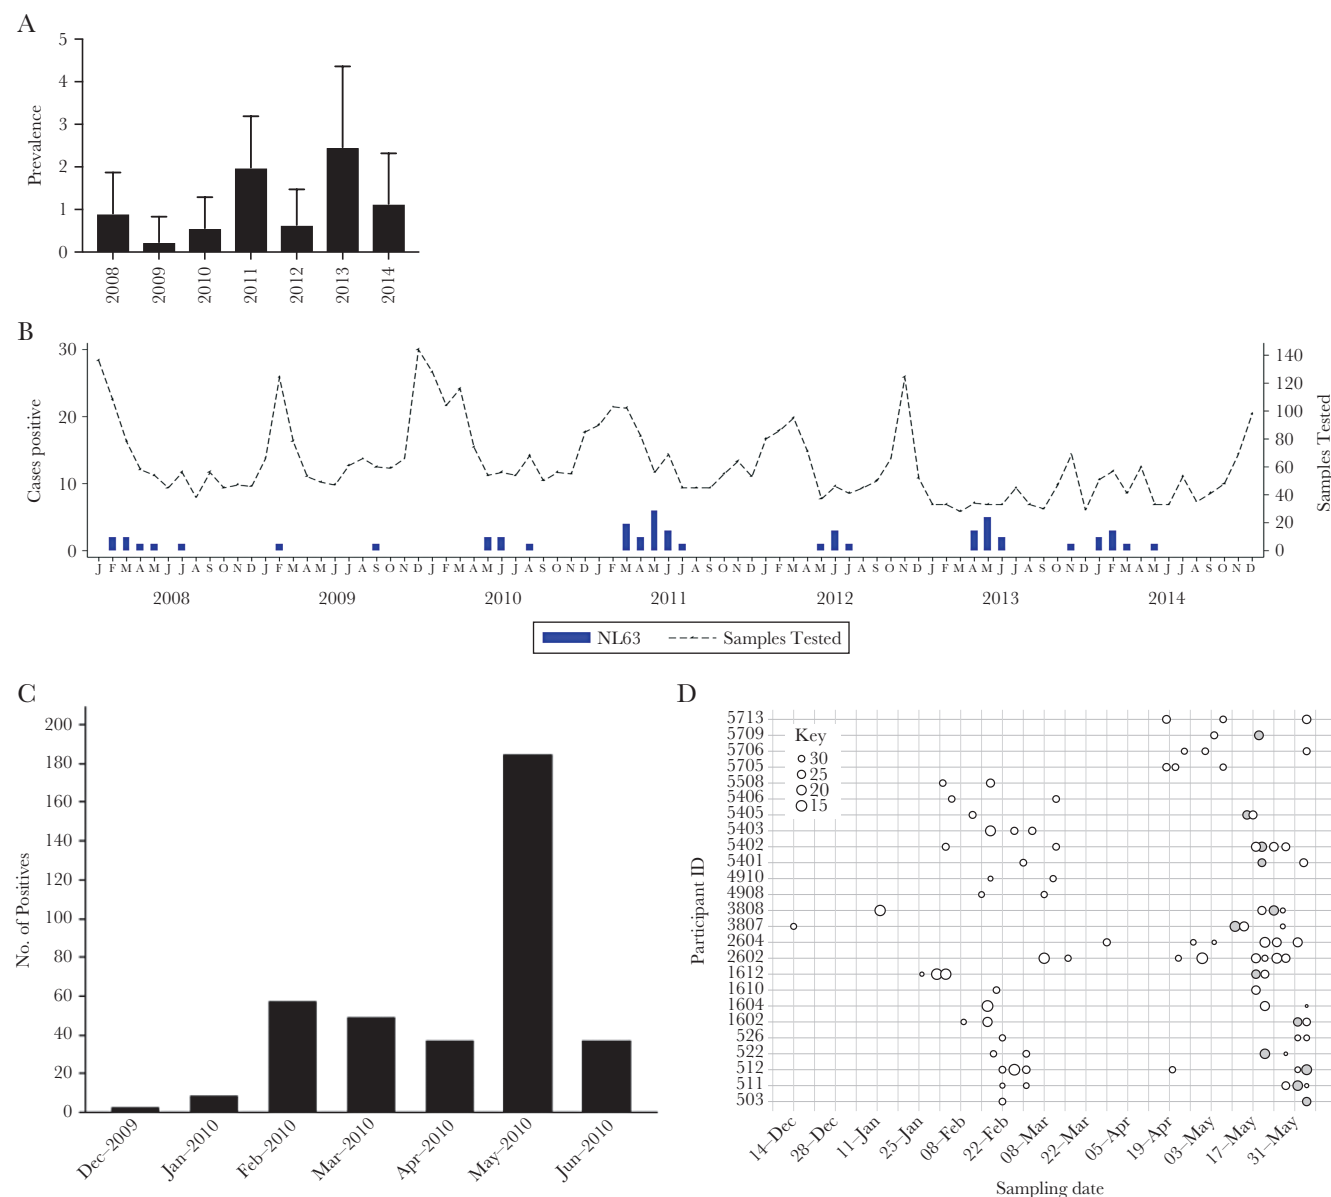 A
5
4
3
2
1
0
Prevalence
2008
2009
2010
2011
2012
2013
2014
B
30
20
10
0
Cases positive
140
120
100
80
60
40
20
0
Samples Tested
J F M A M J J A S O N D J F M A M J J A S O N D J F M A M J J A S O N D J F M A M J J A S O N D J F M A M J J A S O N D J F M A M J J A S O N D J F M A M J J A S O N D
2008 2009 2010 2011 2012 2013 2014
NL63 Samples Tested
C
200
180
160
140
120
100
80
60
40
20
0
No. of Positives
Dec–2009
Jan–2010
Feb–2010
Mar–2010
Apr–2010
May–2010
Jun–2010
D
Participant ID
5713
5709
5706
5705
5508
5406
5405
5403
5402
5401
4910
4908
3808
3807
2604
2602
1612
1610
1604
1602
526
522
512
511
503
Key
30
25
20
15
14–Dec
28–Dec
11–Jan
25–Jan
08–Feb
22–Feb
08–Mar
22–Mar
05–Apr
19–Apr
03–May
17–May
31–May
Sampling date